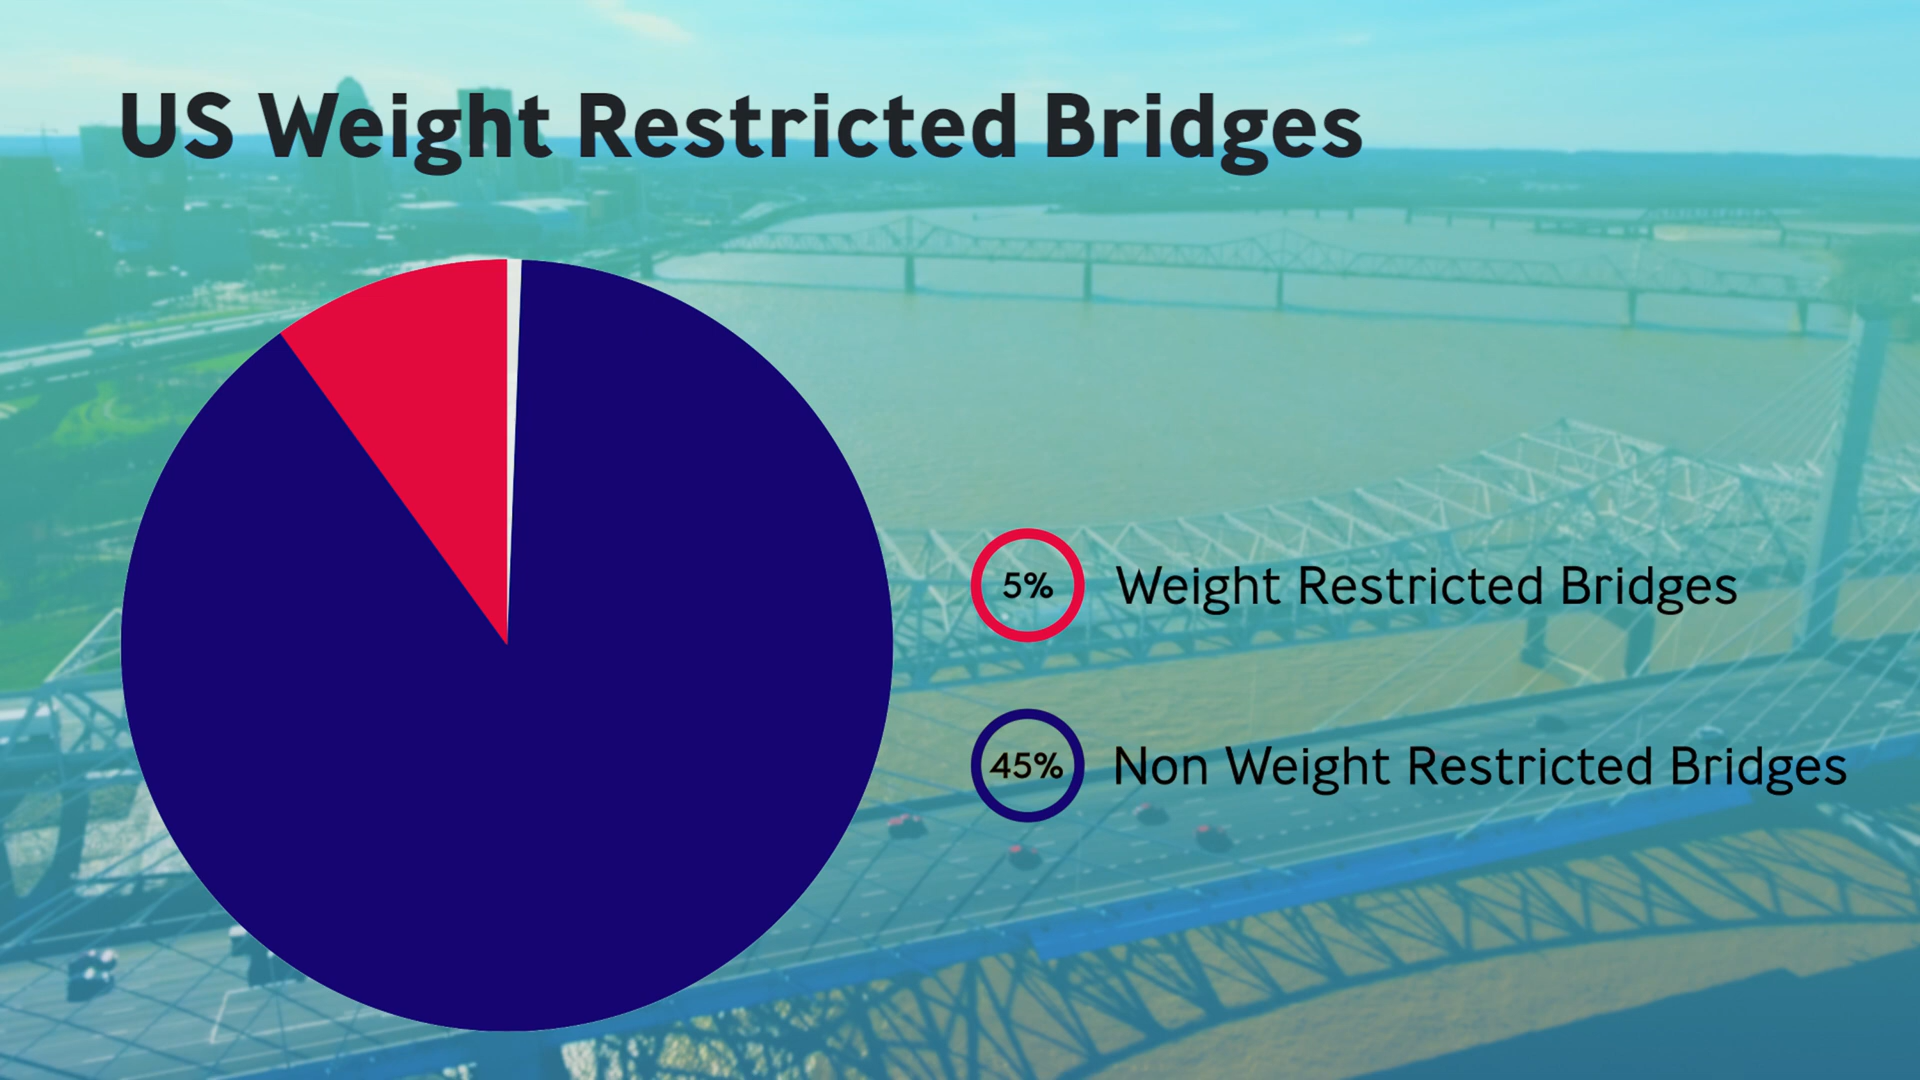 US Weight Restricted Bridges
5% Weight Restricted Bridges
45% Non Weight Restricted Bridges